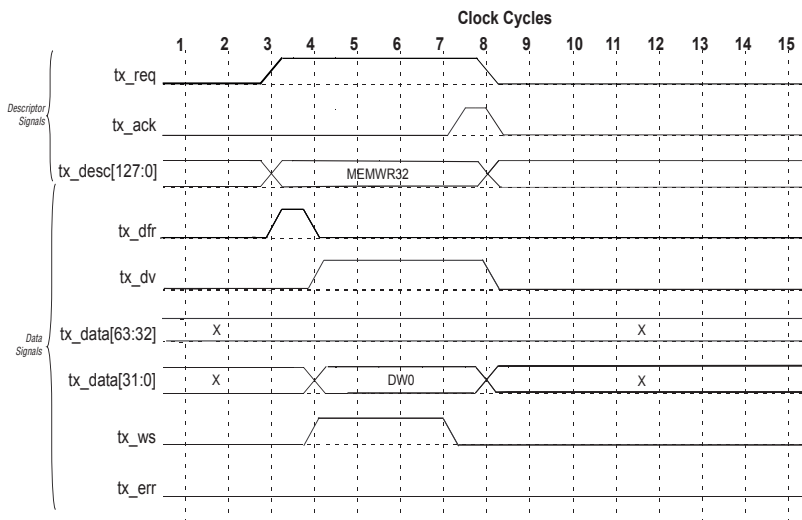 Clock Cycles
1 2 3 4 5 6 7 8 9 10 11 12 13 14 15
Descriptor
Signals
tx_req
tx_ack
tx_desc[127:0] MEMWR32
Data
Signals
tx_dfr
tx_dv
tx_data[63:32] X X
tx_data[31:0] X DW0 X
tx_ws
tx_err